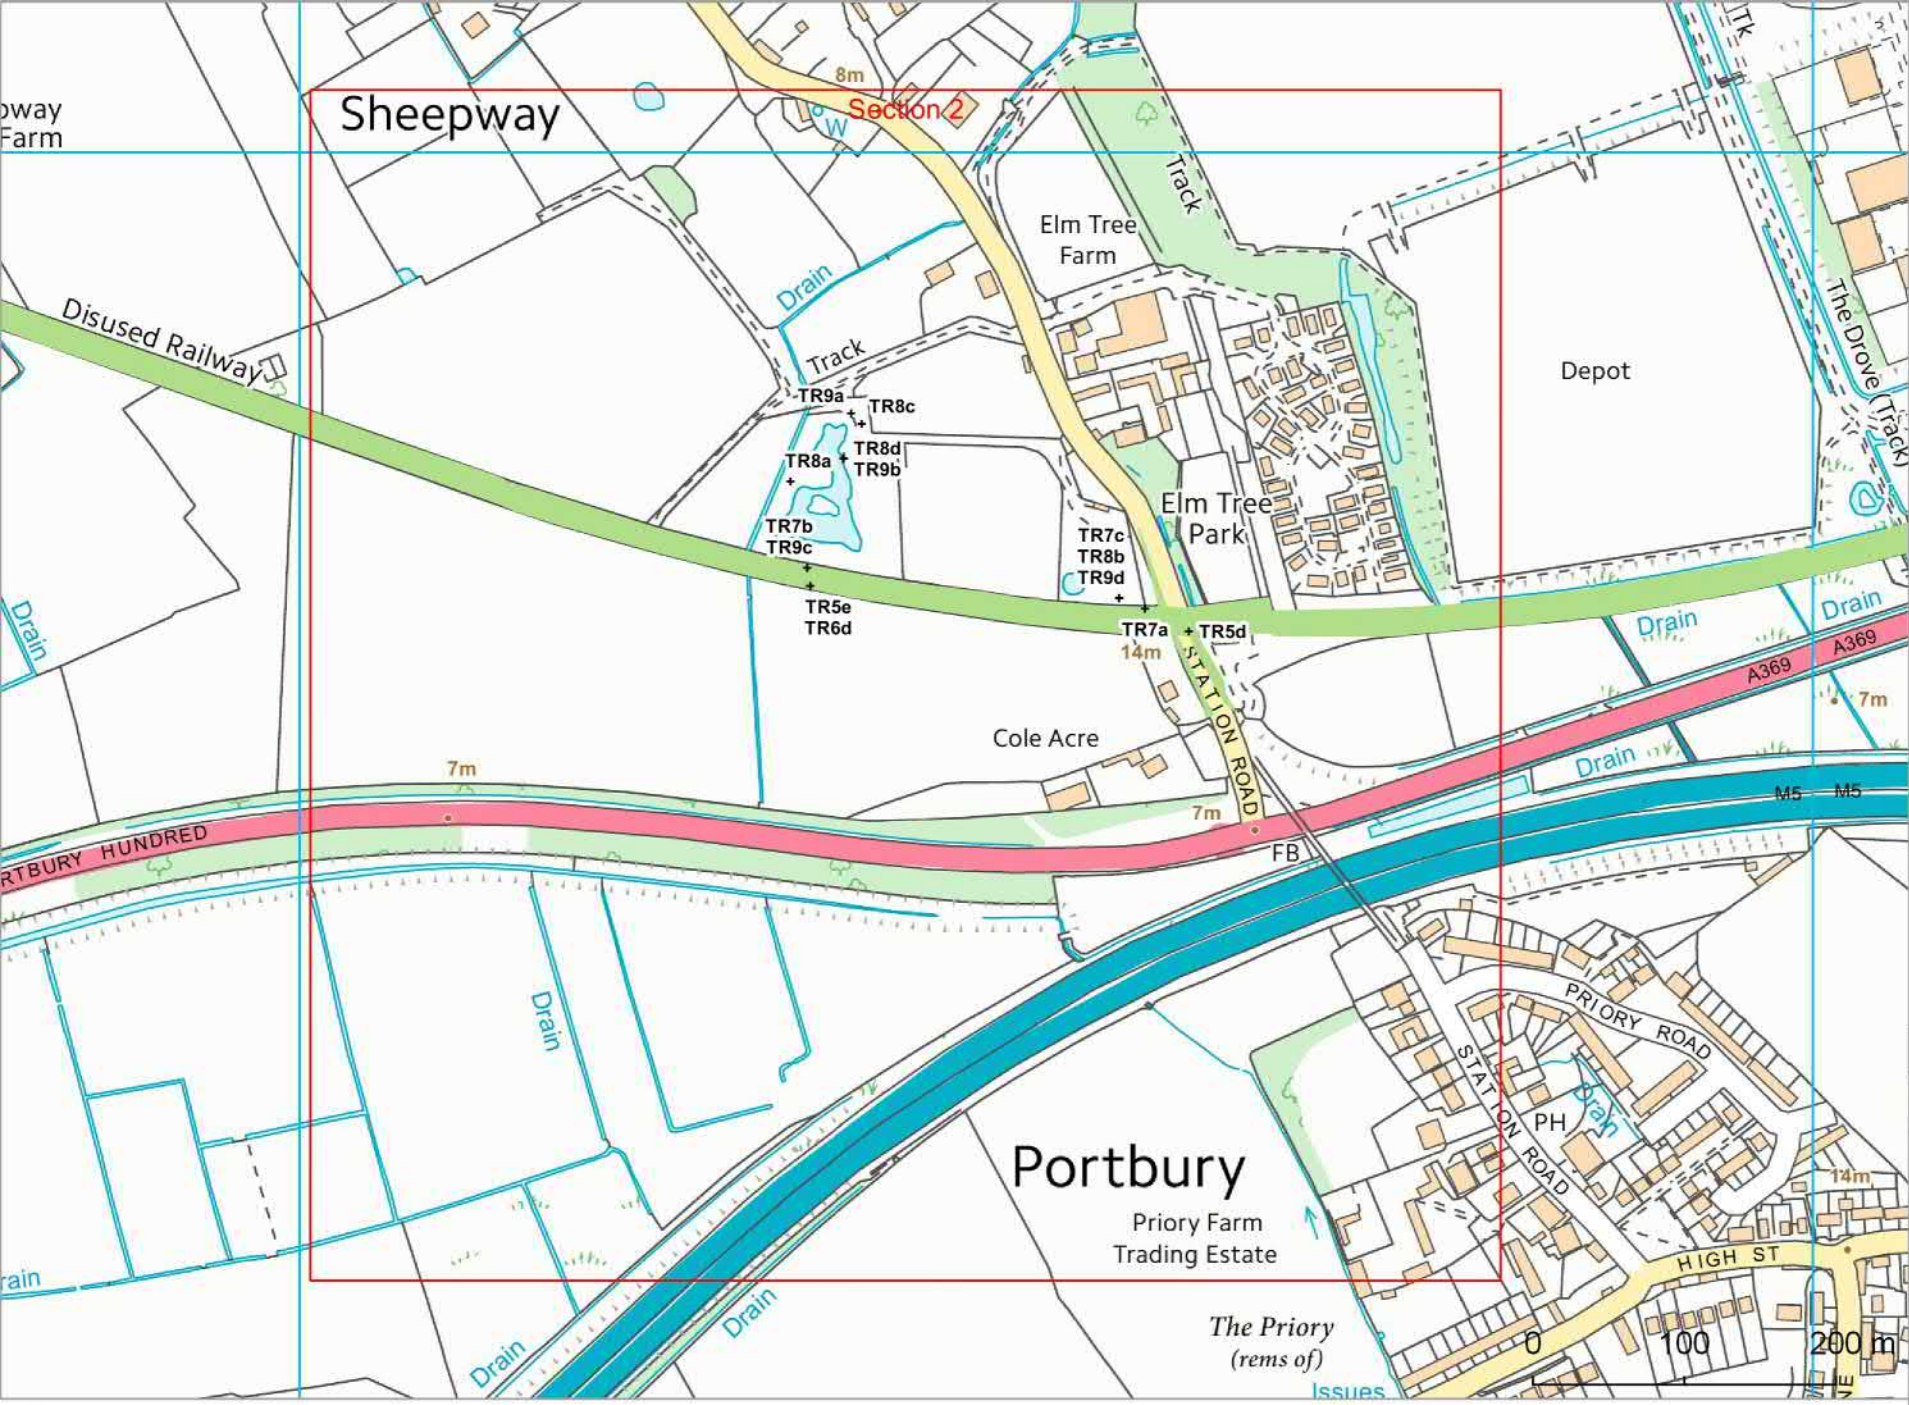 Tk
8m
Section 2
Sheepway
W
Farm
Track
Elm Tree
Farm
Drain
Disused Railway
The Drove (Track)
Track
Depot
TR9a
TR8c
TR8d
TR8a
TR9b
Elm Tree
Park
TR7b
TR9c
TR7c
TR8b
TR9d
TR5e
TR6d
Drain
Drain
Drain
TR7a
TR5d
14m
A369
A369
7m
STATION ROAD
Cole Acre
Drain
7m
M5
M5
7m
HUNDRED
FB
Drain
PRIORY ROAD
STATION ROAD
Drain
PH
Portbury
14m
Priory Farm
Trading Estate
HIGH ST
Drain
Drain
The Priory
(rems of)
0 100 200 m
Issues